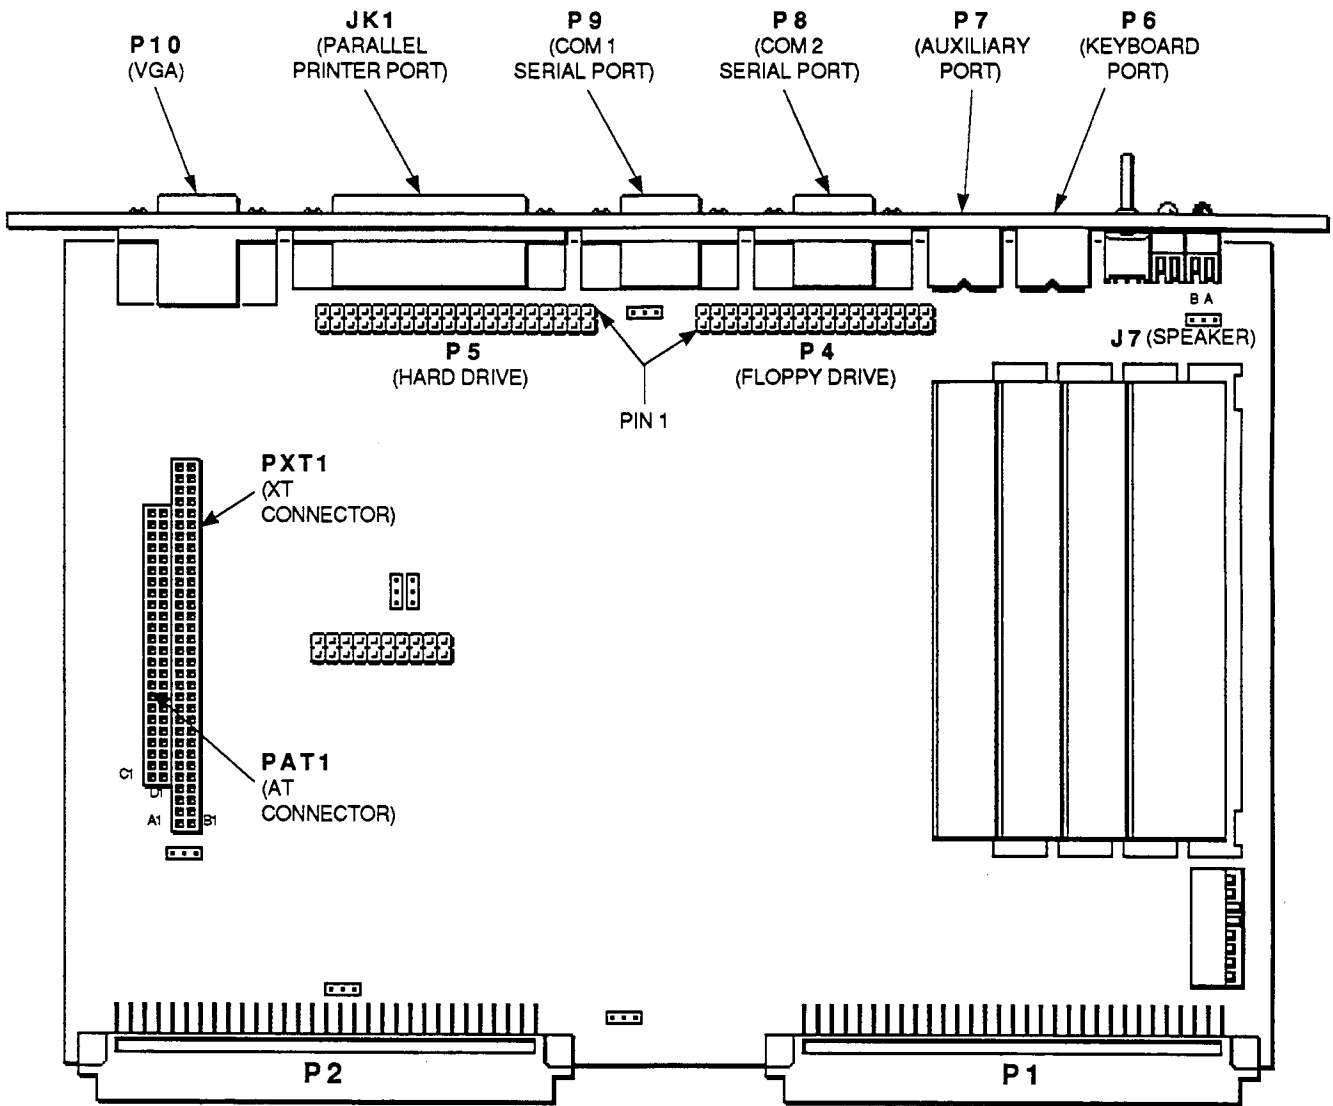 P10
(VGA)
JK1
(PARALLEL
PRINTER PORT)
P9
(COM 1
SERIAL PORT)
P8
(COM 2
SERIAL PORT)
P7
(AUXILIARY
PORT)
P6
(KEYBOARD
PORT)
B A
J7 (SPEAKER)
P5
(HARD DRIVE)
P4
(FLOPPY DRIVE)
PIN 1
PXT1
(XT
CONNECTOR)
PAT1
(AT
CONNECTOR)
C1
D1
A1
B1
P2
P1